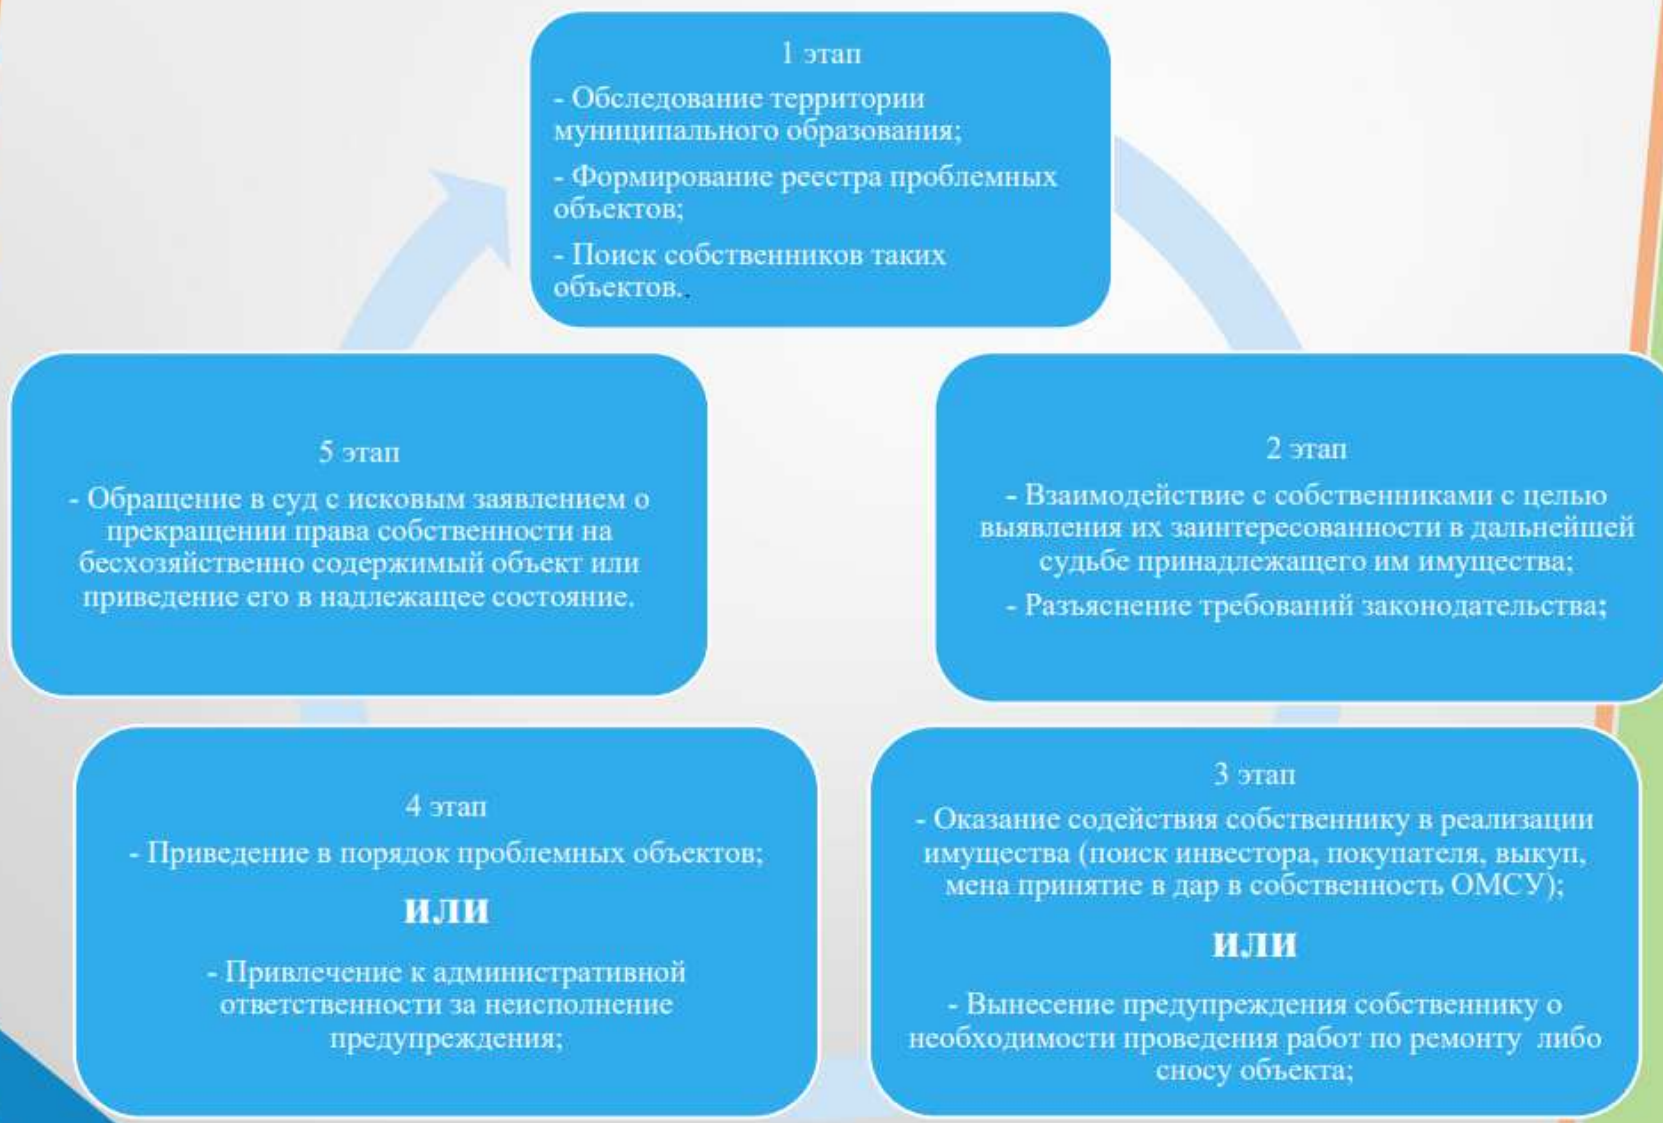 1 этап
- Обследование территории
муниципального образования;
- Формирование реестра проблемных
объектов;
- Поиск собственников таких
объектов..
2 этап
- Взаимодействие с собственниками с целью
выявления их заинтересованности в дальнейшей
судьбе принадлежащего им имущества;
- Разъяснение требований законодательства;
3 этап
- Оказание содействия собственнику в реализации
имущества (поиск инвестора, покупателя, выкуп,
мена принятие в дар в собственность ОМСУ);
или
- Вынесение предупреждения собственнику о
необходимости проведения работ по ремонту либо
сносу объекта;
4 этап
- Приведение в порядок проблемных объектов;
или
- Привлечение к административной
ответственности за неисполнение
предупреждения;
5 этап
- Обращение в суд с исковым заявлением о
прекращении права собственности на
бесхозяйственно содержимый объект или
приведение его в надлежащее состояние.